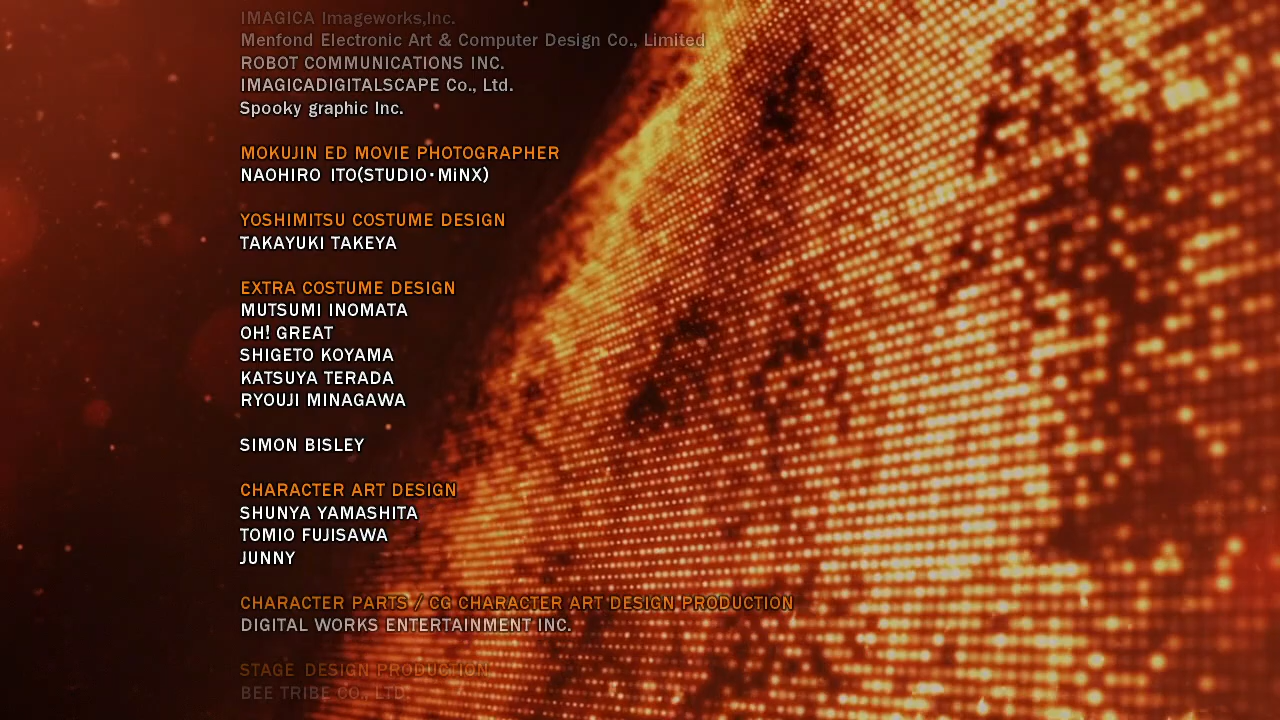 IMAGICA Imageworks,Inc.
Menfond Electronic Art & Computer Design Co., Limited
ROBOT COMMUNICATIONS INC.
IMAGICADIGITALSCAPE Co., Ltd.
Spooky graphic Inc.
MOKUJIN ED MOVIE PHOTOGRAPHER
NAOHIRO ITO(STUDIO・MiNX)
YOSHIMITSU COSTUME DESIGN
TAKAYUKI TAKEYA
EXTRA COSTUME DESIGN
MUTSUMI INOMATA
OH! GREAT
SHIGETO KOYAMA
KATSUYA TERADA
RYOUJI MINAGAWA
SIMON BISLEY
CHARACTER ART DESIGN
SHUNYA YAMASHITA
TOMIO FUJISAWA
JUNNY
CHARACTER PARTS / CG CHARACTER ART DESIGN PRODUCTION
DIGITAL WORKS ENTERTAINMENT INC.
STAGE DESIGN PRODUCTION
BEE TRIBE CO., LTD.